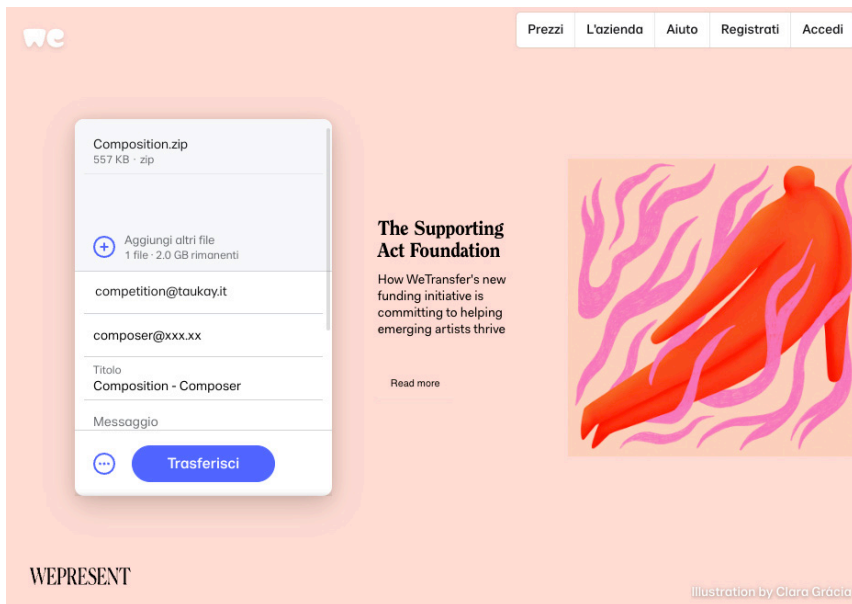 we
Prezzi L'azienda Aiuto Registrati Accedi
Composition.zip
557 KB · zip
Aggiungi altri file
1 file · 2.0 GB rimanenti
competition@taukay.it
composer@xxx.xx
Titolo
Composition - Composer
Messaggio
Trasferisci
The Supporting
Act Foundation
How WeTransfer's new
funding initiative is
committing to helping
emerging artists thrive
Read more
WEPRESENT
Illustration by Clara Gràcia